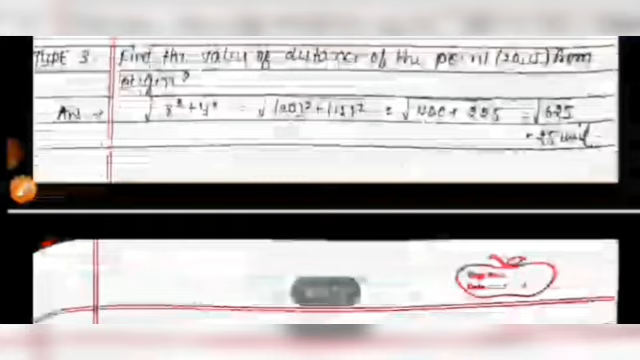 TYPE 3. Find the value of distance of the point (20,15) from
origin?
Ans → √x²+y² = √(20)²+(15)² = √400+225 = √625
= 25 unit